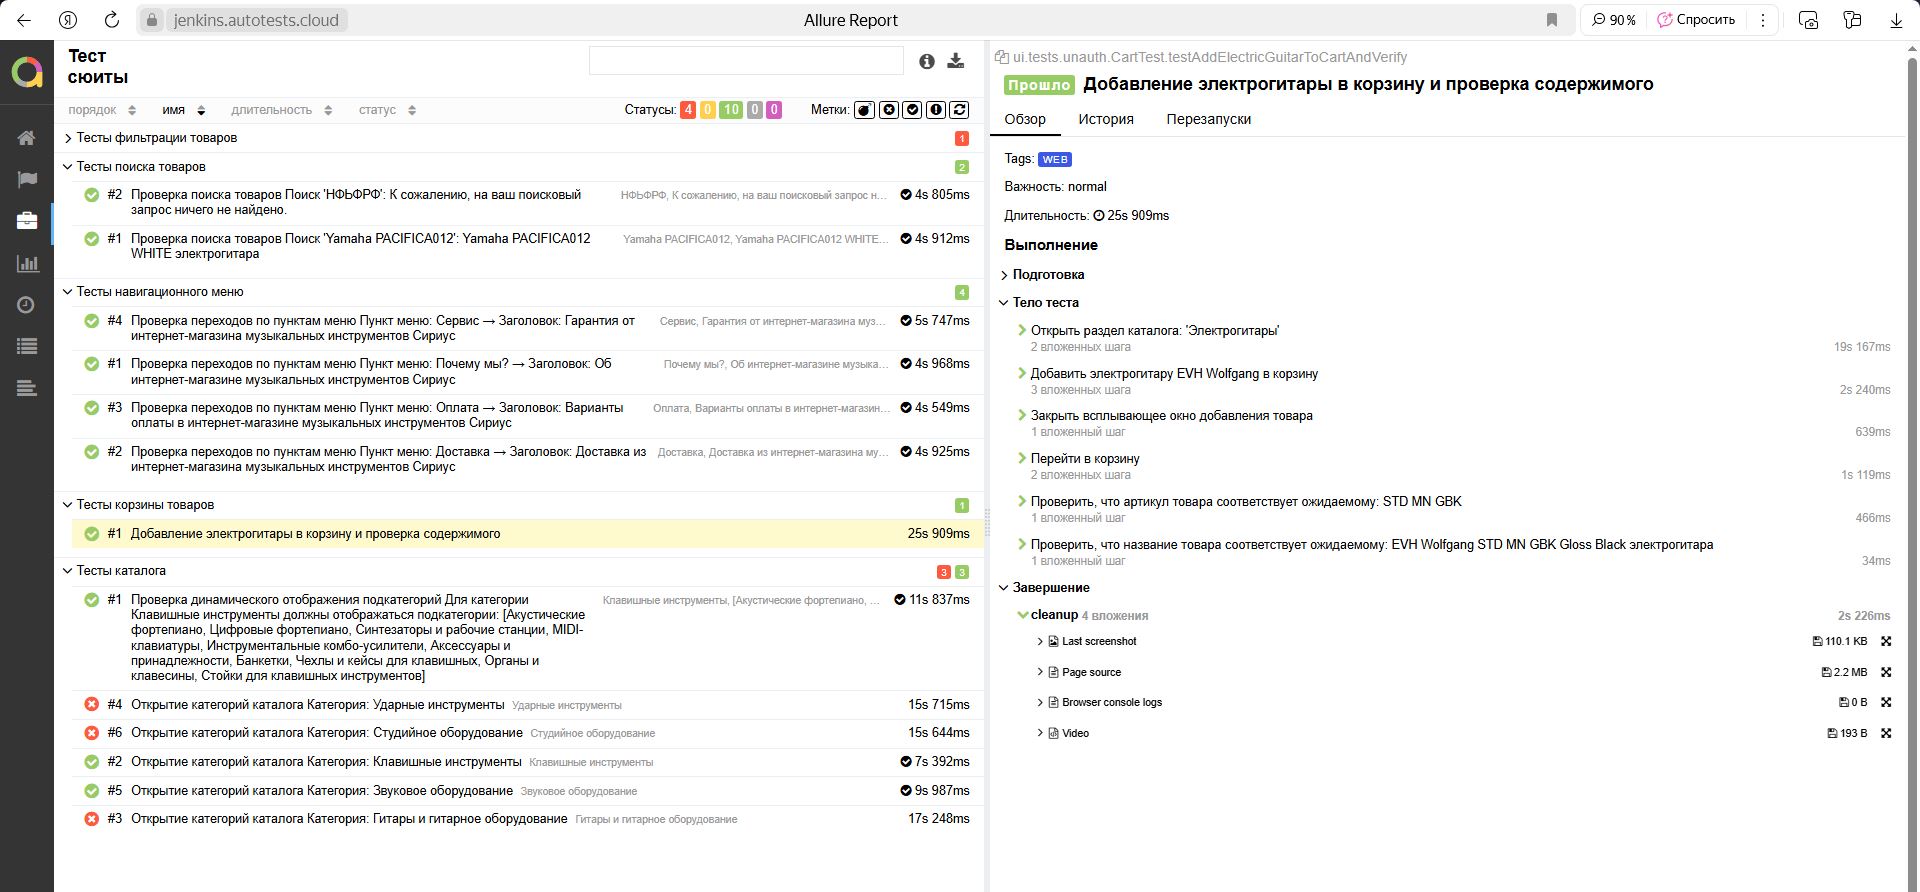 jenkins.autotests.cloud
Allure Report
90 %
Спросить
Тест
сюиты
порядок
имя
длительность
статус
Статусы: 4 0 10 0 0
Метки:
Тесты фильтрации товаров
1
Тесты поиска товаров
2
#2 Проверка поиска товаров Поиск 'НФЬФРФ': К сожалению, на ваш поисковый
запрос ничего не найдено.
НФЬФРФ, К сожалению, на ваш поисковый запрос н...
4s 805ms
#1 Проверка поиска товаров Поиск 'Yamaha PACIFICA012': Yamaha PACIFICA012
WHITE электрогитара
Yamaha PACIFICA012, Yamaha PACIFICA012 WHITE...
4s 912ms
Тесты навигационного меню
4
#4 Проверка переходов по пунктам меню Пункт меню: Сервис → Заголовок: Гарантия от
интернет-магазина музыкальных инструментов Сириус
Сервис, Гарантия от интернет-магазина муз...
5s 747ms
#1 Проверка переходов по пунктам меню Пункт меню: Почему мы? → Заголовок: Об
интернет-магазине музыкальных инструментов Сириус
Почему мы?, Об интернет-магазине музыка...
4s 968ms
#3 Проверка переходов по пунктам меню Пункт меню: Оплата → Заголовок: Варианты
оплаты в интернет-магазине музыкальных инструментов Сириус
Оплата, Варианты оплаты в интернет-магазин...
4s 549ms
#2 Проверка переходов по пунктам меню Пункт меню: Доставка → Заголовок: Доставка из
интернет-магазина музыкальных инструментов Сириус
Доставка, Доставка из интернет-магазина му...
4s 925ms
Тесты корзины товаров
1
#1 Добавление электрогитары в корзину и проверка содержимого
25s 909ms
Тесты каталога
3 3
#1 Проверка динамического отображения подкатегорий Для категории
Клавишные инструменты должны отображаться подкатегории: [Акустические
фортепиано, Цифровые фортепиано, Синтезаторы и рабочие станции, MIDI-
клавиатуры, Инструментальные комбо-усилители, Аксессуары и
принадлежности, Банкетки, Чехлы и кейсы для клавишных, Органы и
клавесины, Стойки для клавишных инструментов]
Клавишные инструменты, [Акустические фортепиано, ...
11s 837ms
#4 Открытие категорий каталога Категория: Ударные инструменты Ударные инструменты
15s 715ms
#6 Открытие категорий каталога Категория: Студийное оборудование Студийное оборудование
15s 644ms
#2 Открытие категорий каталога Категория: Клавишные инструменты Клавишные инструменты
7s 392ms
#5 Открытие категорий каталога Категория: Звуковое оборудование Звуковое оборудование
9s 987ms
#3 Открытие категорий каталога Категория: Гитары и гитарное оборудование Гитары и гитарное оборудование
17s 248ms
ui.tests.unauth.CartTest.testAddElectricGuitarToCartAndVerify
Прошло Добавление электрогитары в корзину и проверка содержимого
Обзор
История
Перезапуски
Tags: WEB
Важность: normal
Длительность: 25s 909ms
Выполнение
Подготовка
Тело теста
Открыть раздел каталога: 'Электрогитары'
2 вложенных шага
19s 167ms
Добавить электрогитару EVH Wolfgang в корзину
3 вложенных шага
2s 240ms
Закрыть всплывающее окно добавления товара
1 вложенный шаг
639ms
Перейти в корзину
2 вложенных шага
1s 119ms
Проверить, что артикул товара соответствует ожидаемому: STD MN GBK
1 вложенный шаг
466ms
Проверить, что название товара соответствует ожидаемому: EVH Wolfgang STD MN GBK Gloss Black электрогитара
1 вложенный шаг
34ms
Завершение
cleanup 4 вложения
2s 226ms
Last screenshot
110.1 KB
Page source
2.2 MB
Browser console logs
0 B
Video
193 B